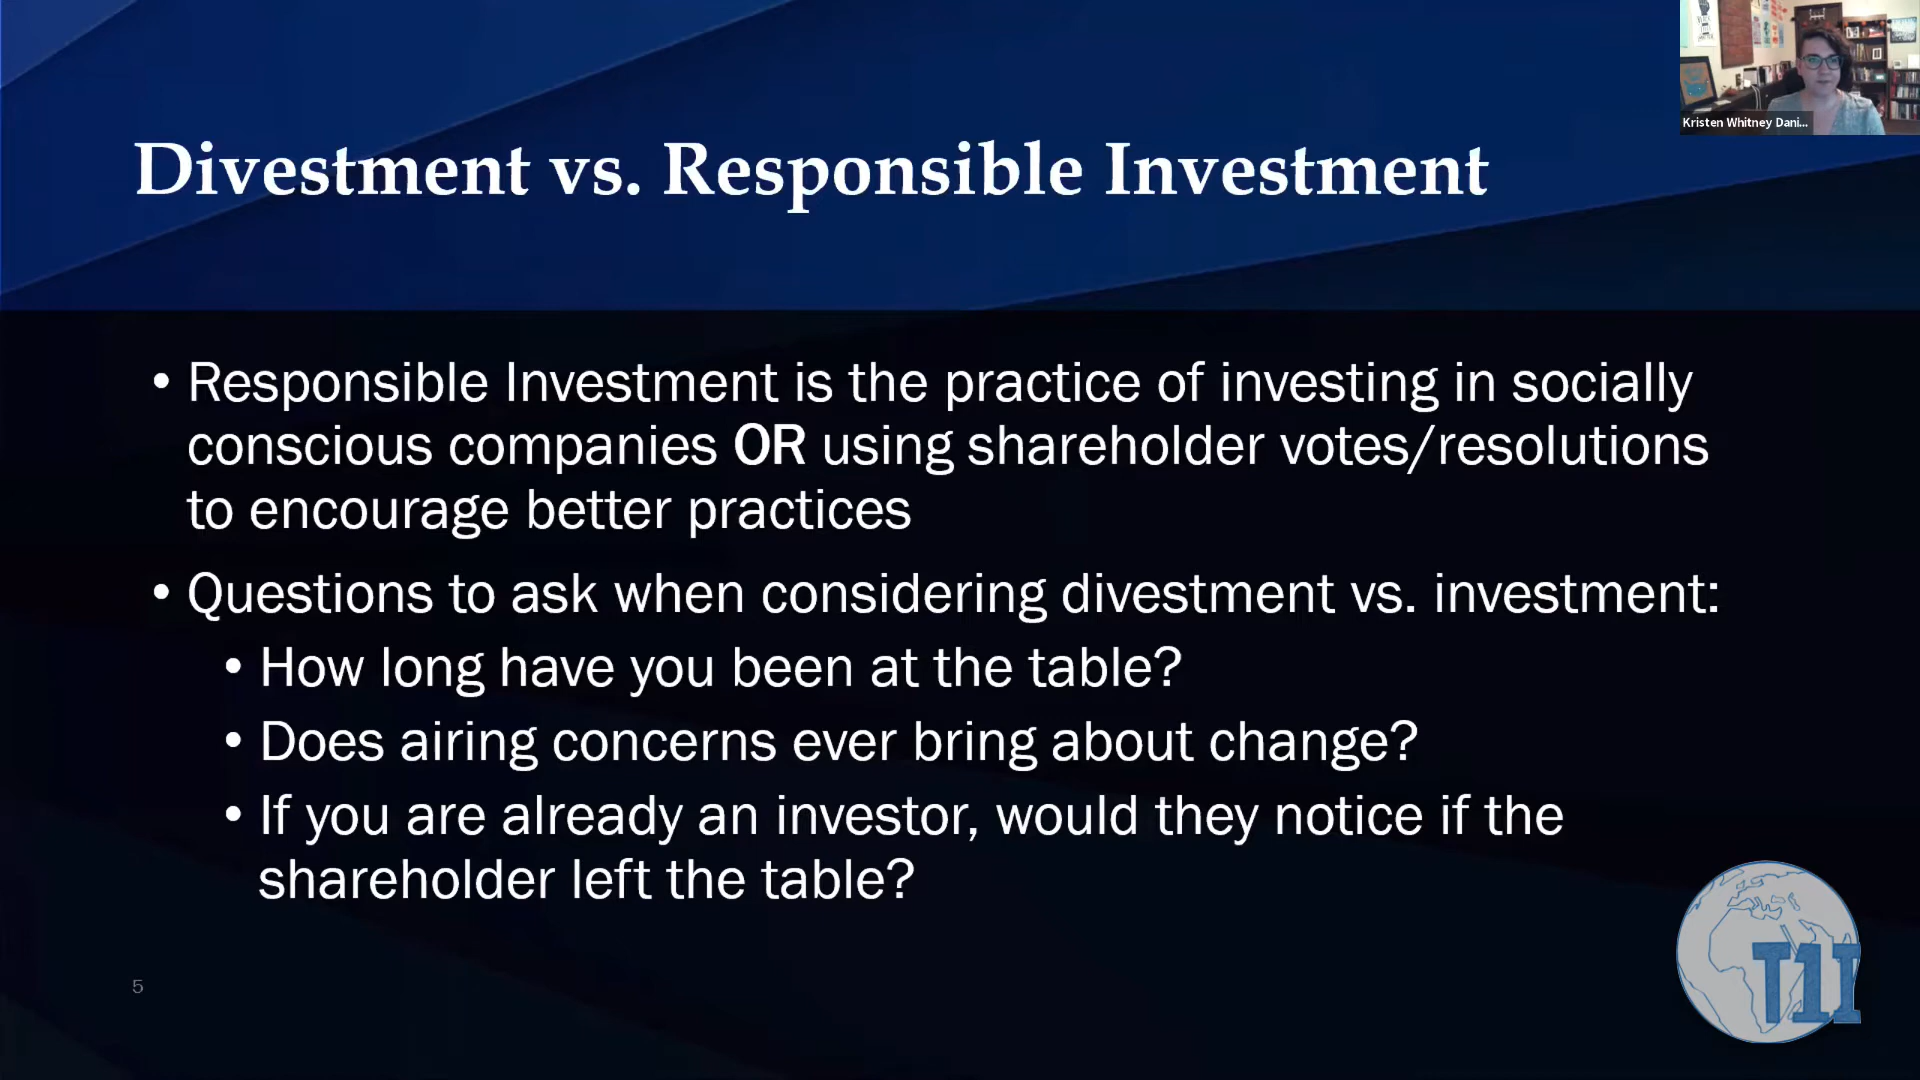 Kristen Whitney Dani...
Divestment vs. Responsible Investment
• Responsible Investment is the practice of investing in socially
conscious companies OR using shareholder votes/resolutions
to encourage better practices
• Questions to ask when considering divestment vs. investment:
• How long have you been at the table?
• Does airing concerns ever bring about change?
• If you are already an investor, would they notice if the
shareholder left the table?
5
T1I